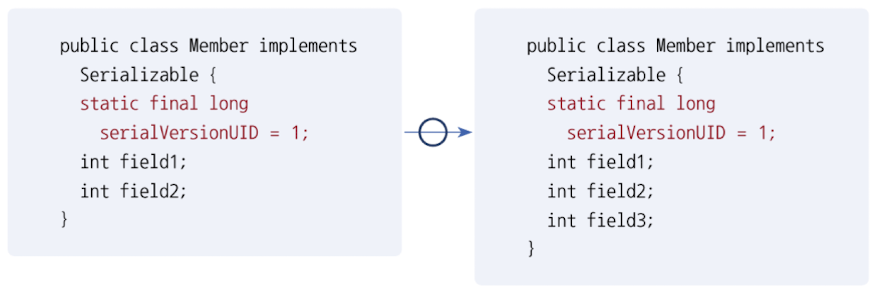 public class Member implements
Serializable {
static final long
serialVersionUID = 1;
int field1;
int field2;
}
public class Member implements
Serializable {
static final long
serialVersionUID = 1;
int field1;
int field2;
int field3;
}